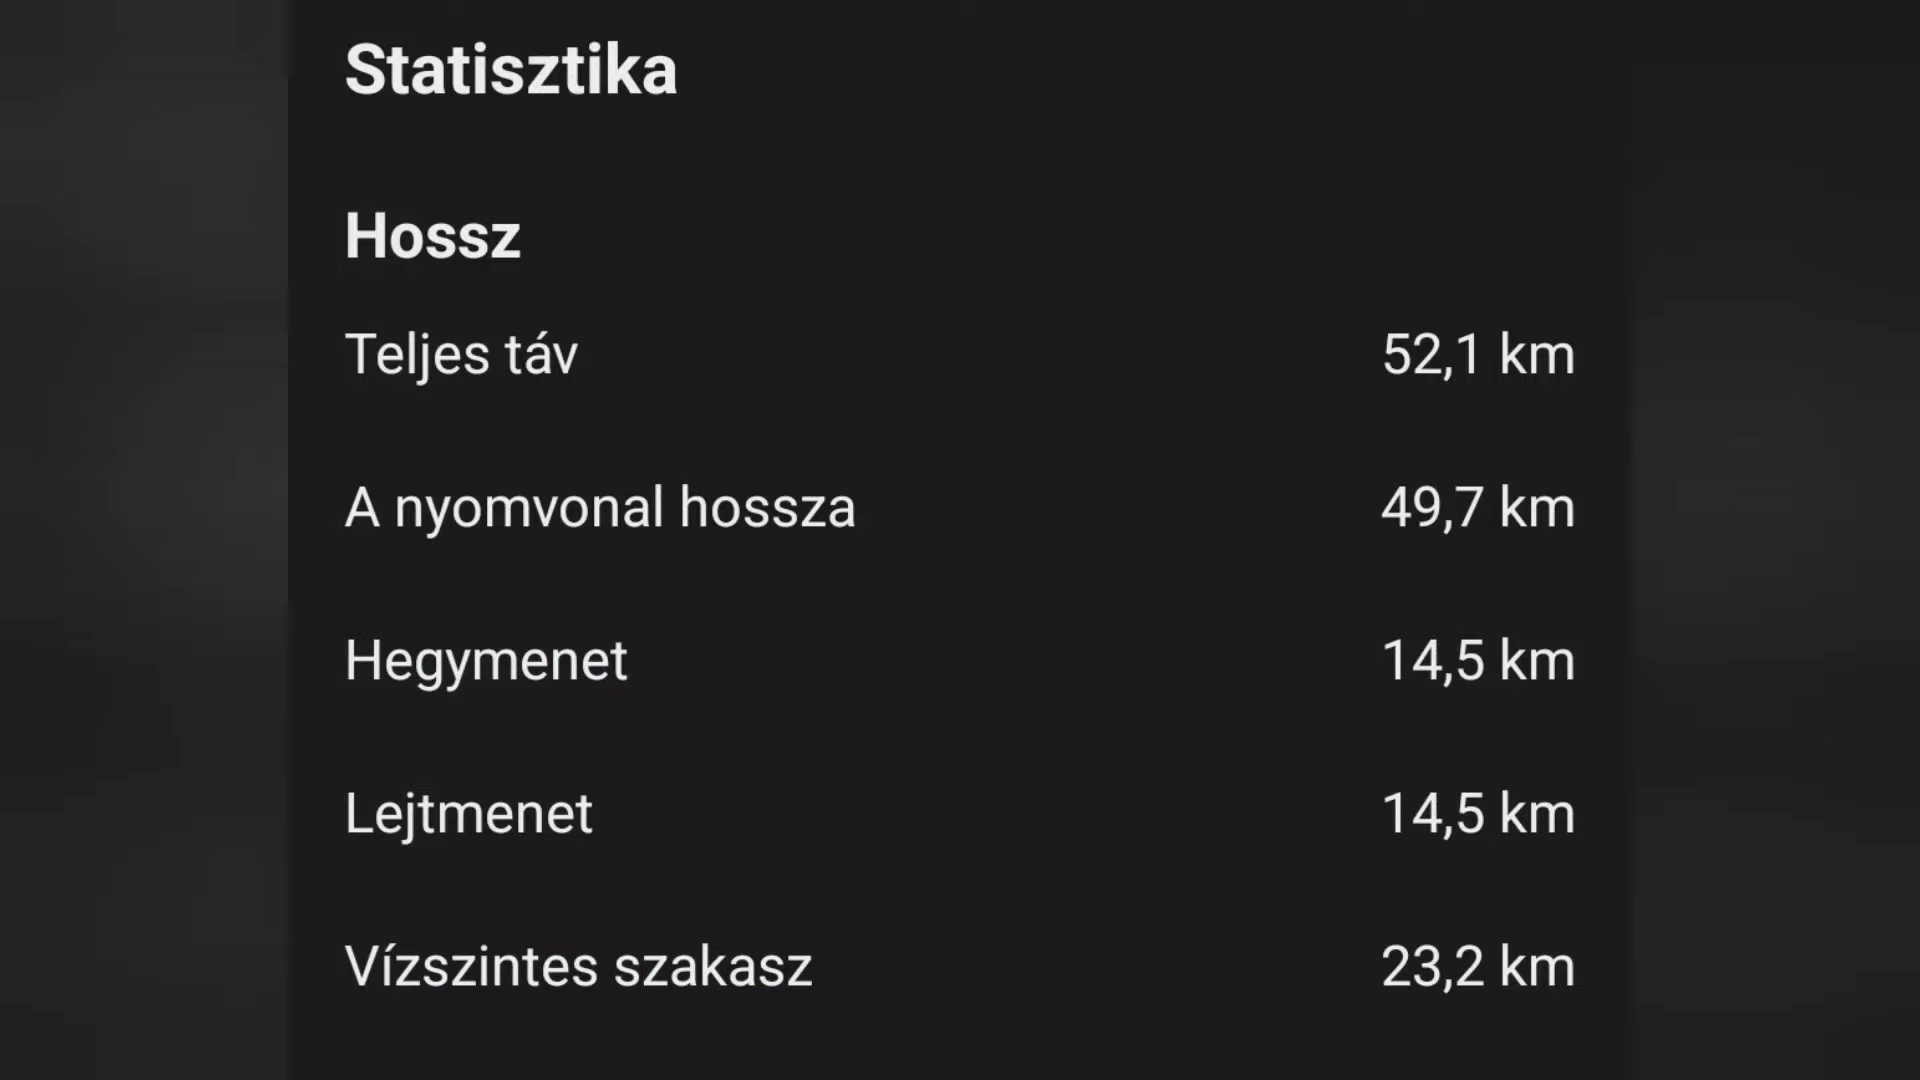 Statisztika
Hossz
Teljes táv 52,1 km
A nyomvonal hossza 49,7 km
Hegymenet 14,5 km
Lejtmenet 14,5 km
Vízszintes szakasz 23,2 km